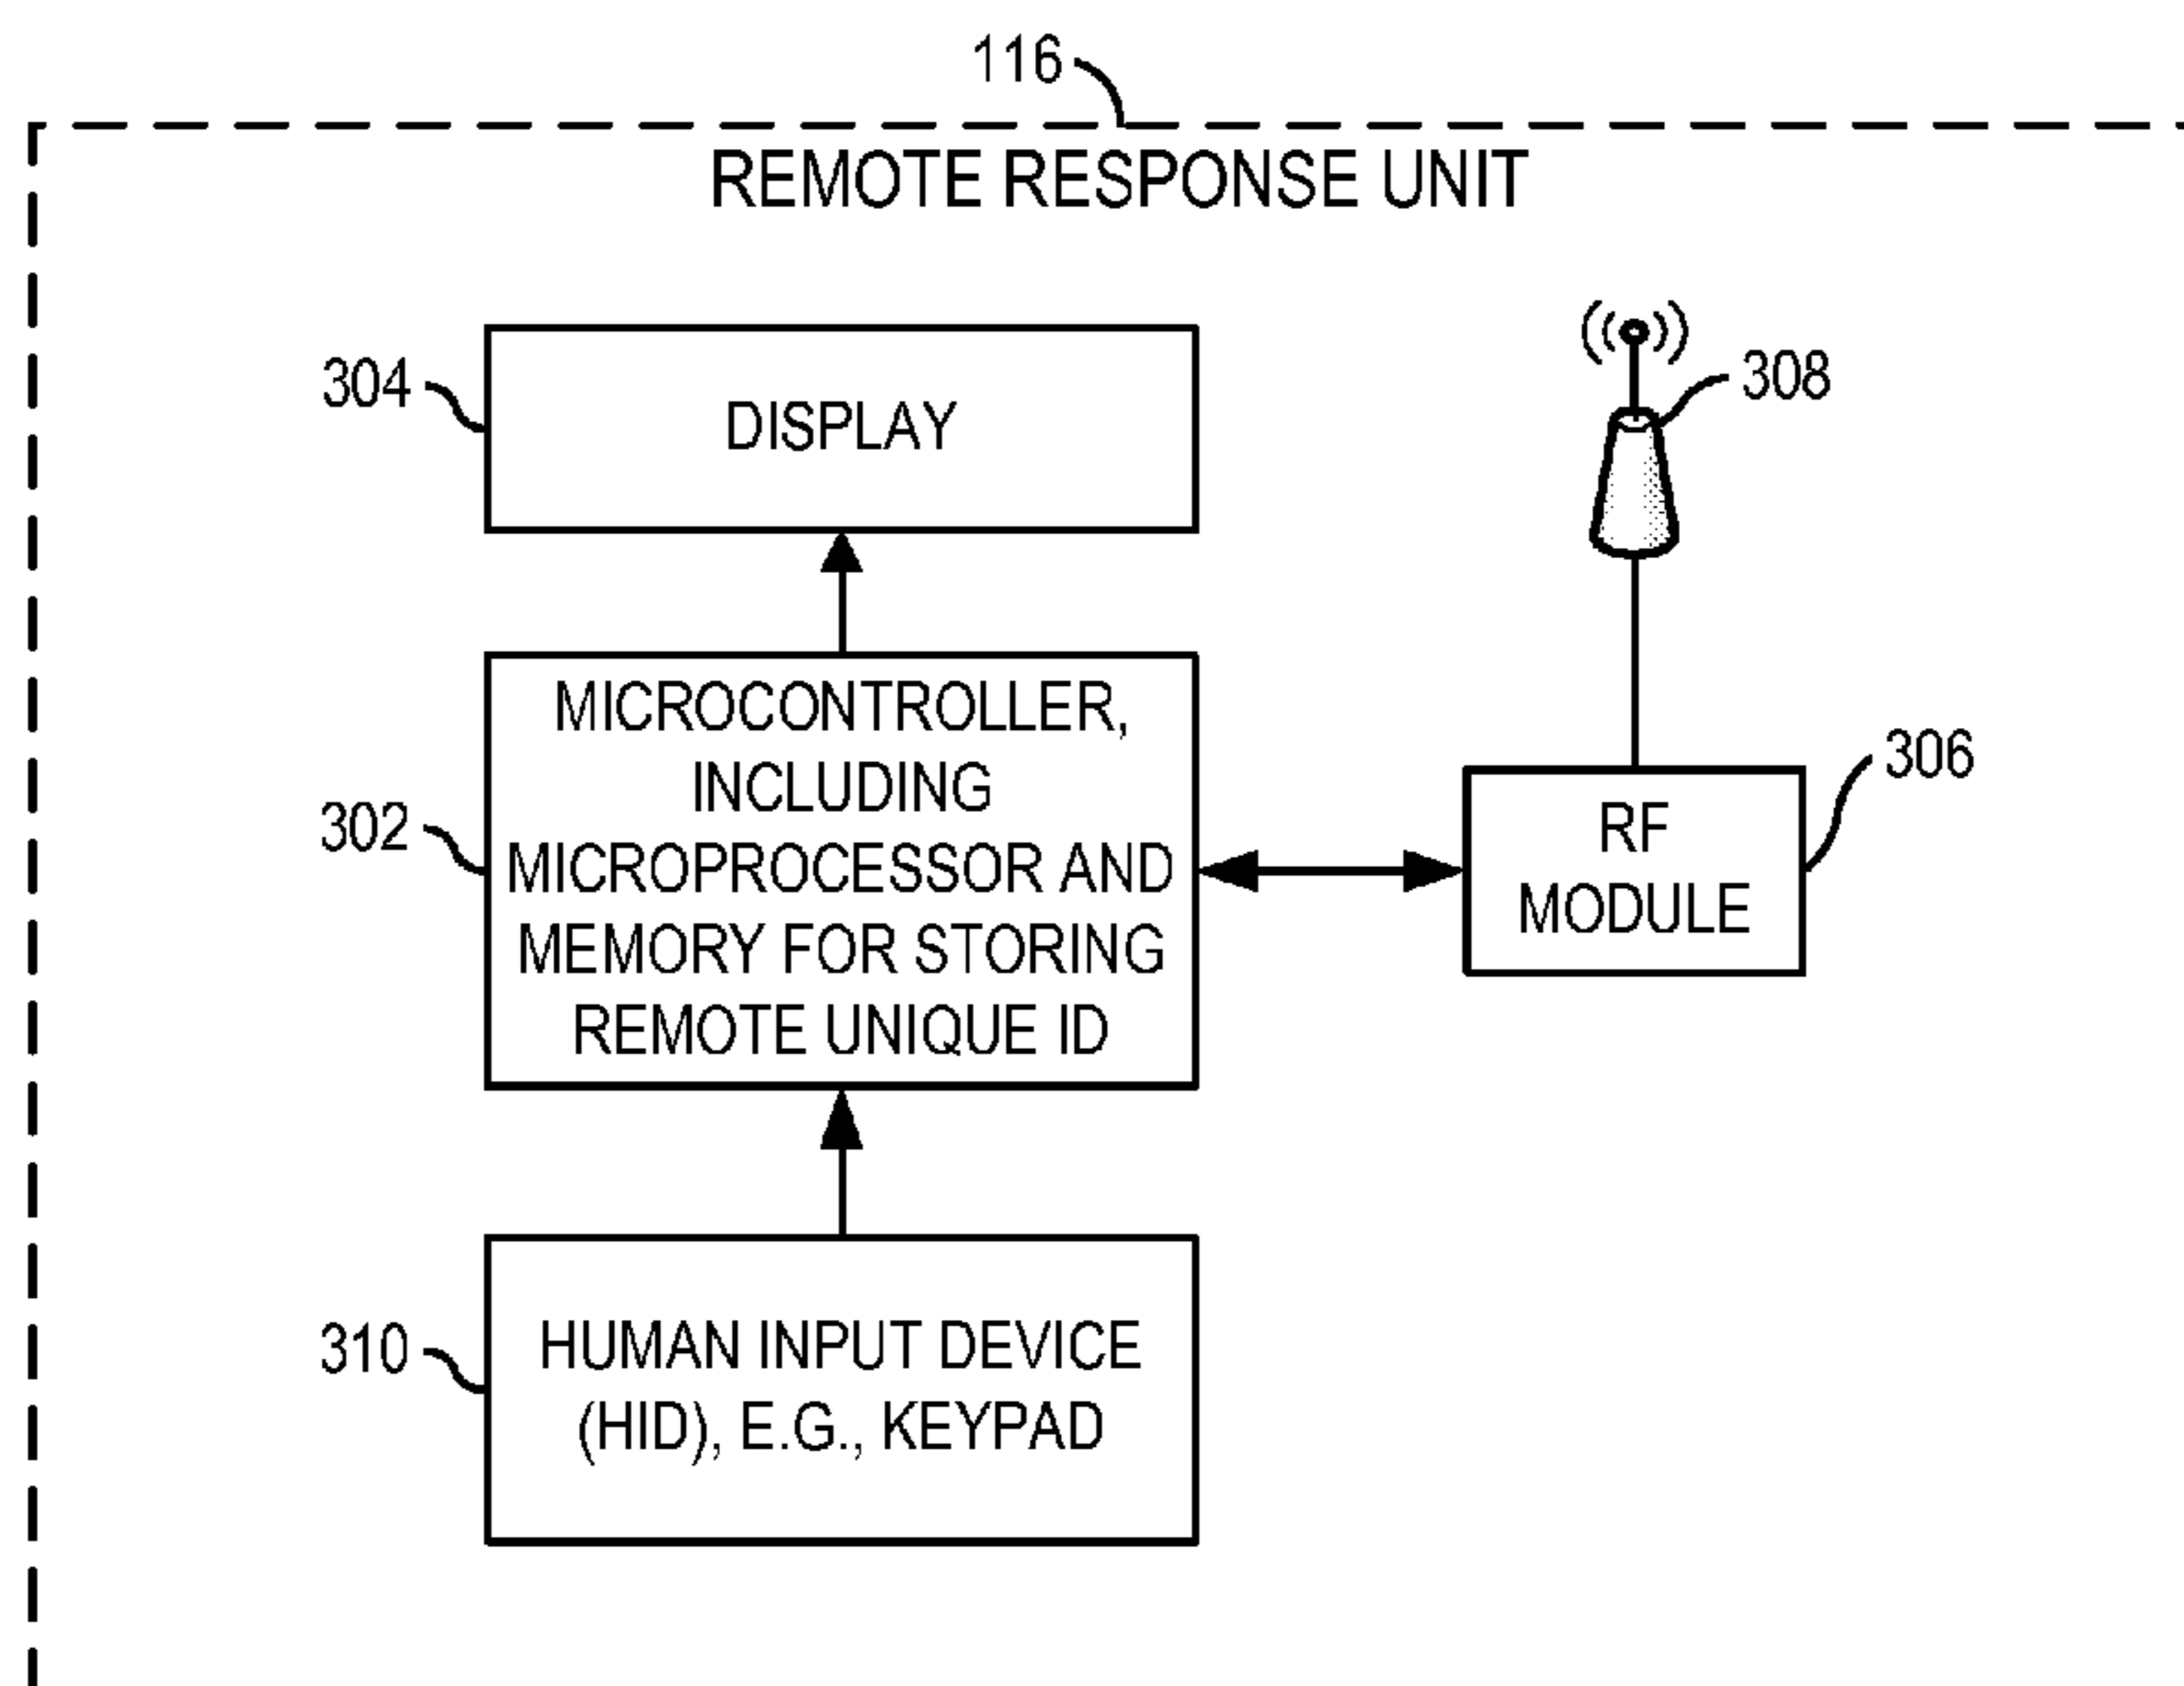 116
REMOTE RESPONSE UNIT
304
DISPLAY
308
MICROCONTROLLER,
INCLUDING
MICROPROCESSOR AND
MEMORY FOR STORING
REMOTE UNIQUE ID
302
306
RF
MODULE
310
HUMAN INPUT DEVICE
(HID), E.G., KEYPAD